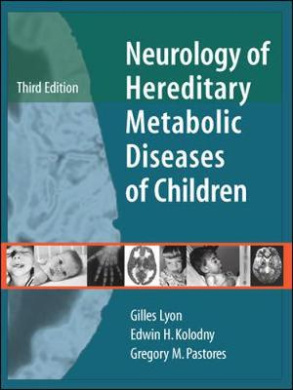 Neurology of
Third Edition
Hereditary
Metabolic
Diseases
of Children
Gilles Lyon
Edwin H. Kolodny
Gregory M. Pastores